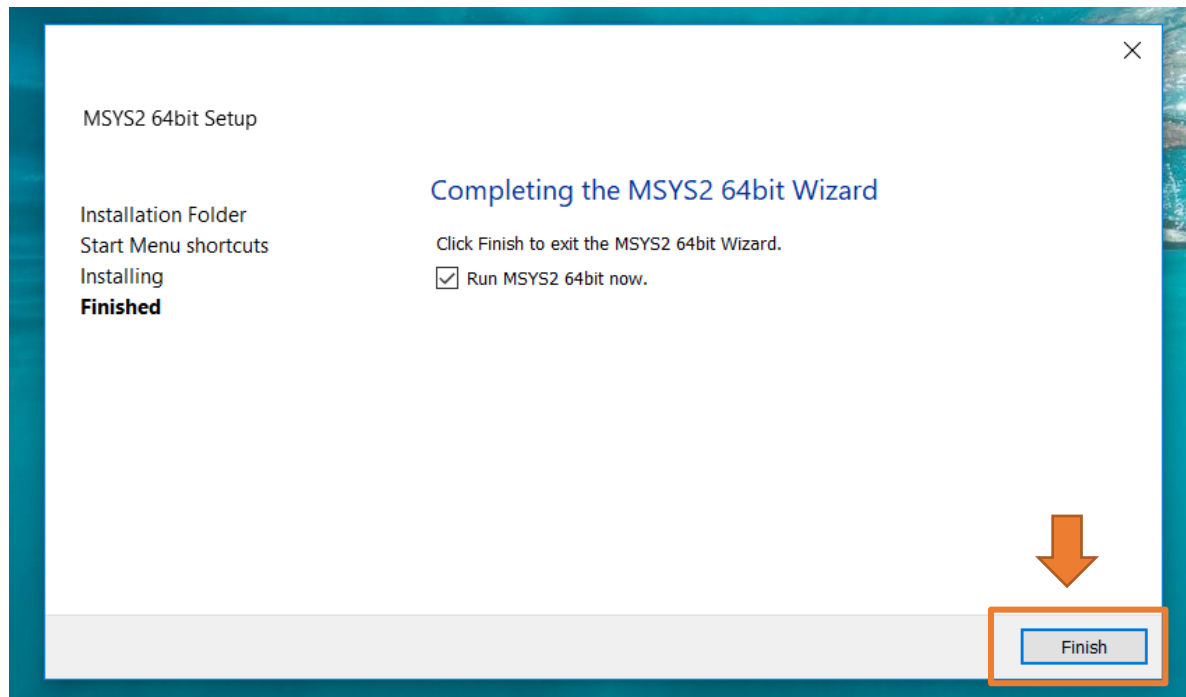 MSYS2 64bit Setup
Installation Folder
Start Menu shortcuts
Installing
Finished
Completing the MSYS2 64bit Wizard
Click Finish to exit the MSYS2 64bit Wizard.
Run MSYS2 64bit now.
Finish